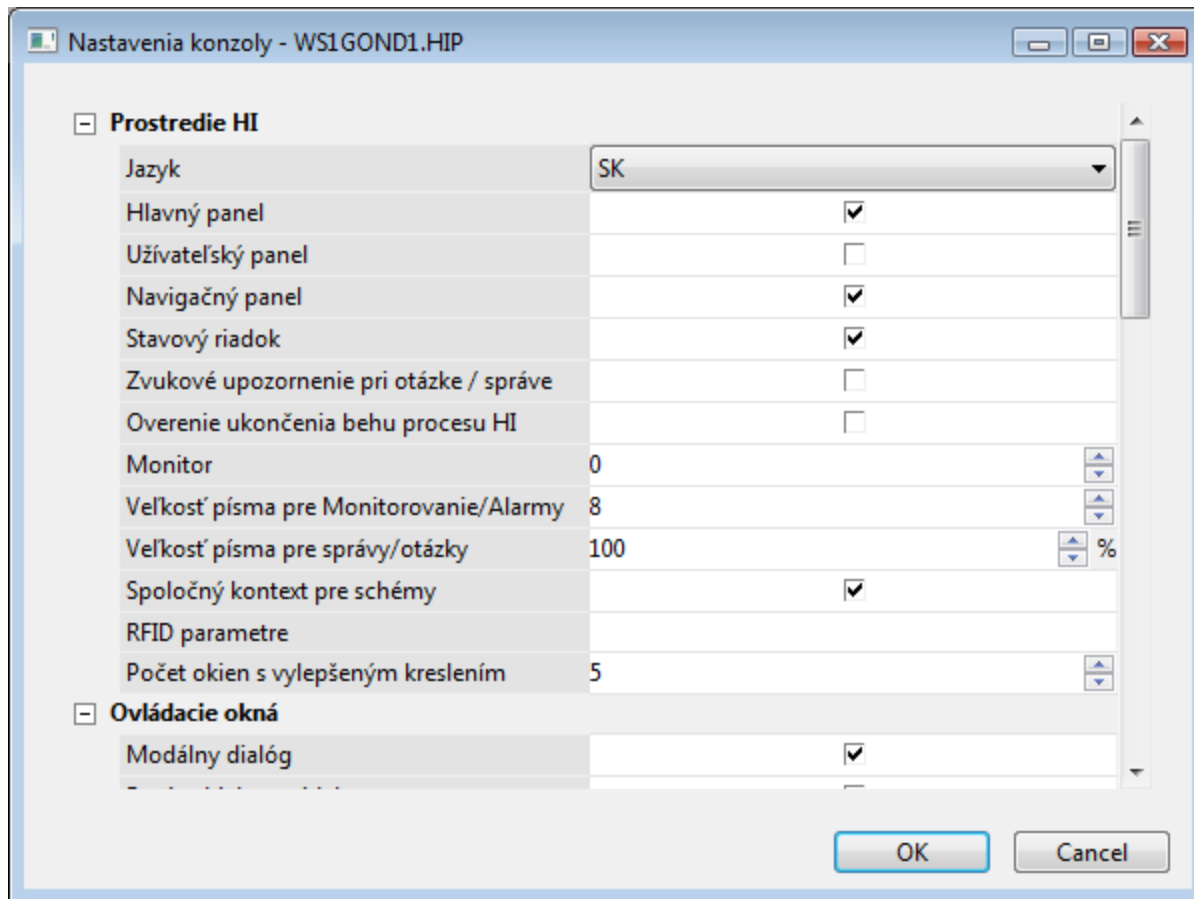 Nastavenia konzoly - WS1GOND1.HIP
Prostredie HI
Jazyk SK
Hlavný panel
Užívateľský panel
Navigačný panel
Stavový riadok
Zvukové upozornenie pri otázke / správe
Overenie ukončenia behu procesu HI
Monitor 0
Veľkosť písma pre Monitorovanie/Alarmy 8
Veľkosť písma pre správy/otázky 100 %
Spoločný kontext pre schémy
RFID parametre
Počet okien s vylepšeným kreslením 5
Ovládacie okná
Modálny dialóg
OK Cancel